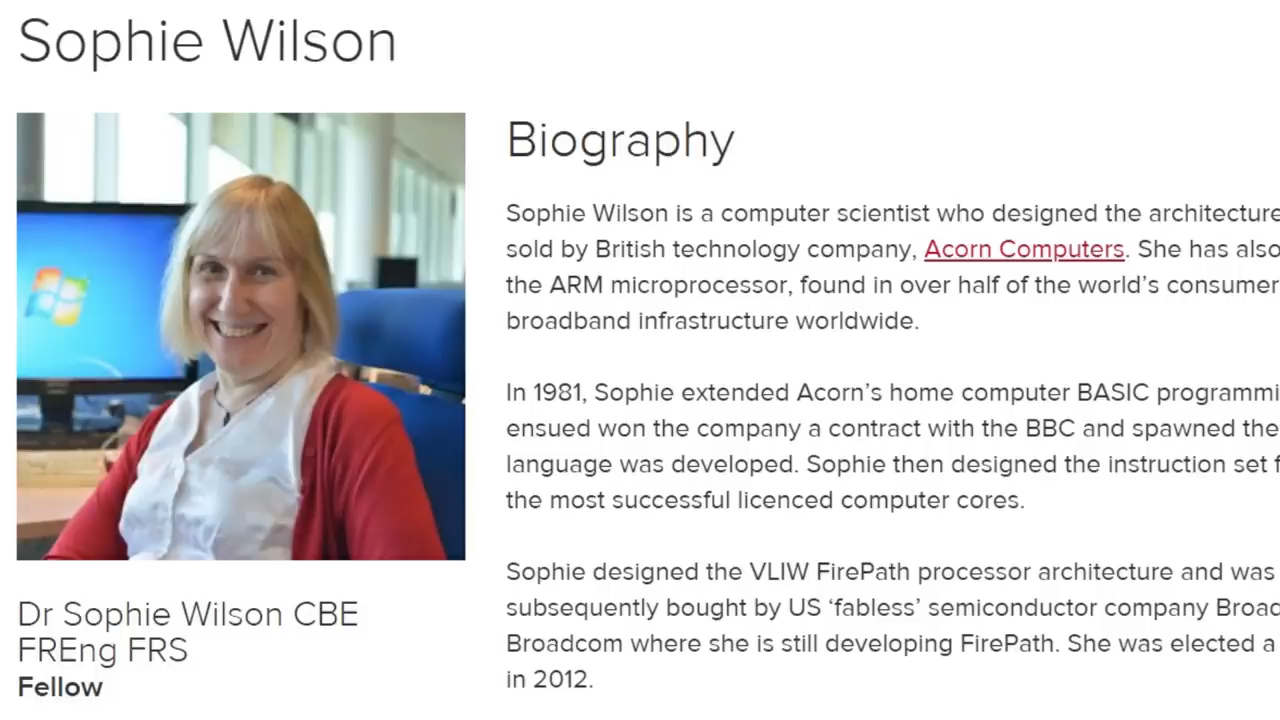 Sophie Wilson
Biography
Sophie Wilson is a computer scientist who designed the architecture
sold by British technology company, Acorn Computers. She has also
the ARM microprocessor, found in over half of the world's consumer
broadband infrastructure worldwide.
In 1981, Sophie extended Acorn's home computer BASIC programmi
ensued won the company a contract with the BBC and spawned the
language was developed. Sophie then designed the instruction set f
the most successful licenced computer cores.
Sophie designed the VLIW FirePath processor architecture and was
subsequently bought by US ‘fabless’ semiconductor company Broad
Broadcom where she is still developing FirePath. She was elected a
in 2012.
Dr Sophie Wilson CBE
FREng FRS
Fellow